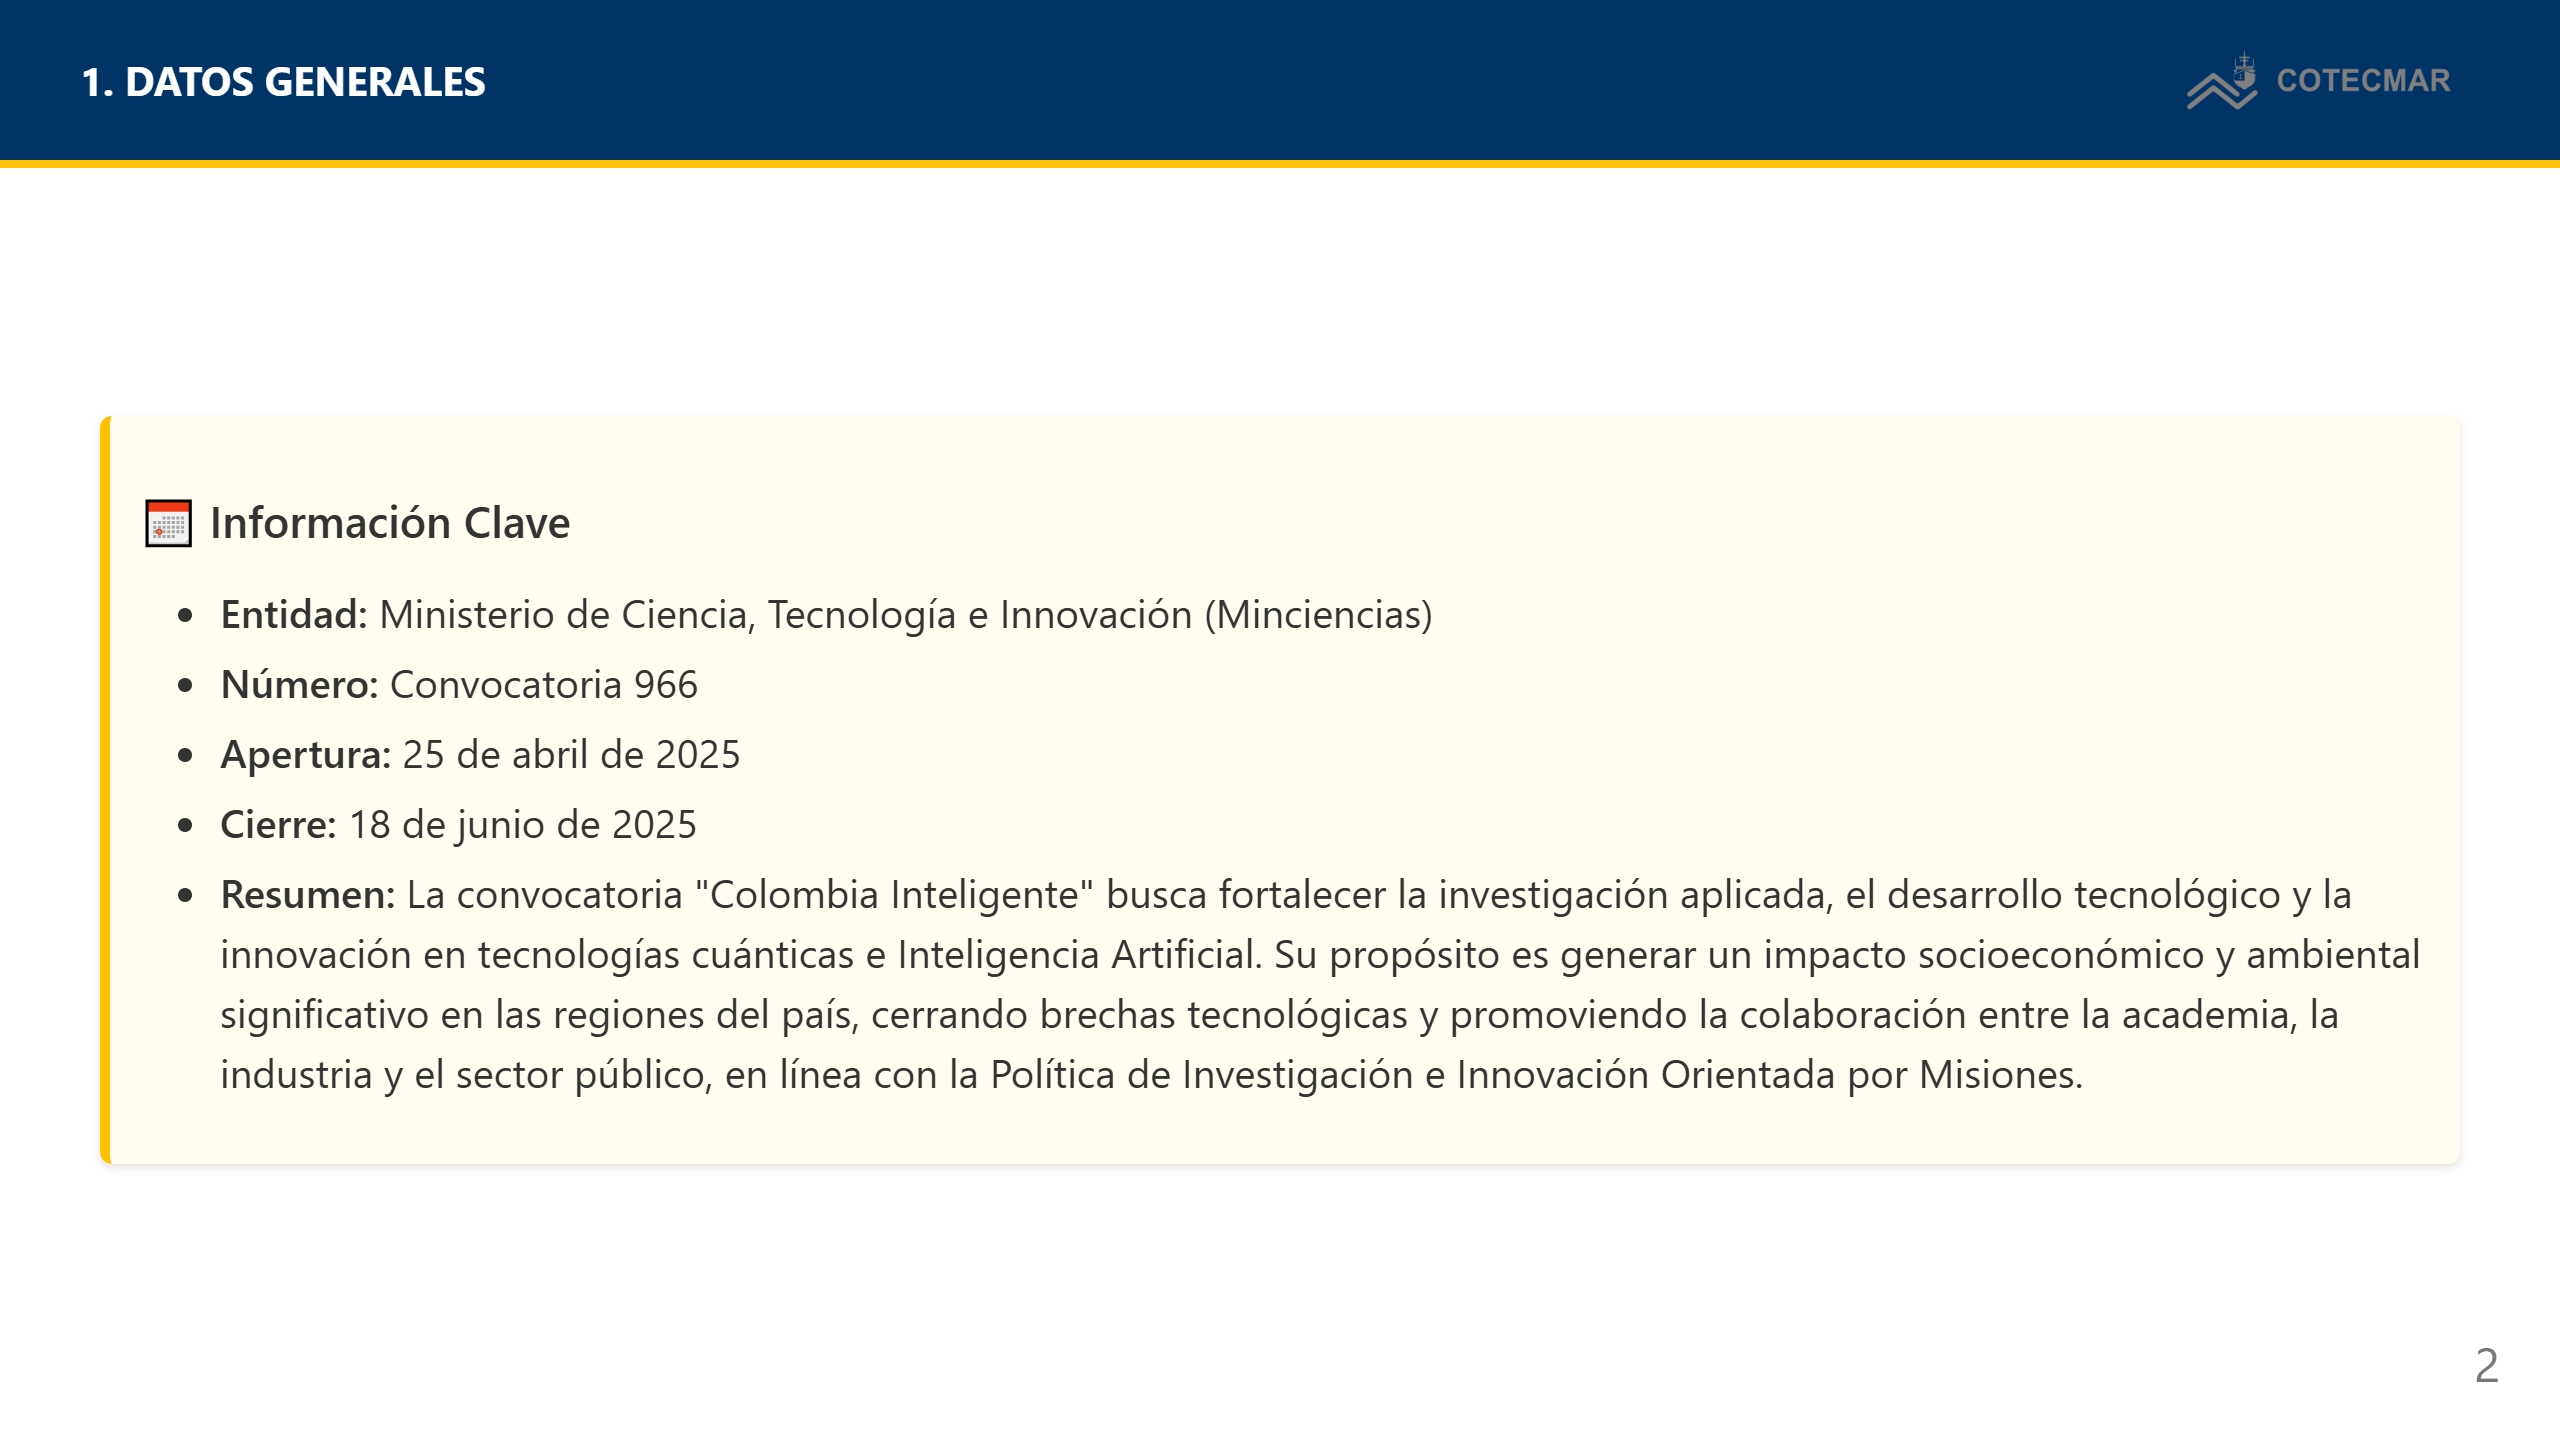 1. DATOS GENERALES
COTECMAR
Información Clave
• Entidad: Ministerio de Ciencia, Tecnología e Innovación (Minciencias)
• Número: Convocatoria 966
• Apertura: 25 de abril de 2025
• Cierre: 18 de junio de 2025
• Resumen: La convocatoria "Colombia Inteligente" busca fortalecer la investigación aplicada, el desarrollo tecnológico y la
innovación en tecnologías cuánticas e Inteligencia Artificial. Su propósito es generar un impacto socioeconómico y ambiental
significativo en las regiones del país, cerrando brechas tecnológicas y promoviendo la colaboración entre la academia, la
industria y el sector público, en línea con la Política de Investigación e Innovación Orientada por Misiones.
2